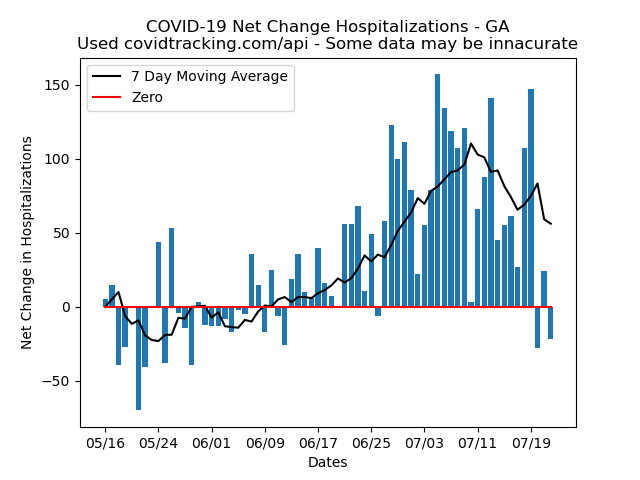 COVID-19 Net Change Hospitalizations - GA
Used covidtracking.com/api - Some data may be innacurate
7 Day Moving Average
Zero
Net Change in Hospitalizations
150
100
50
0
−50
05/16 05/24 06/01 06/09 06/17 06/25 07/03 07/11 07/19
Dates